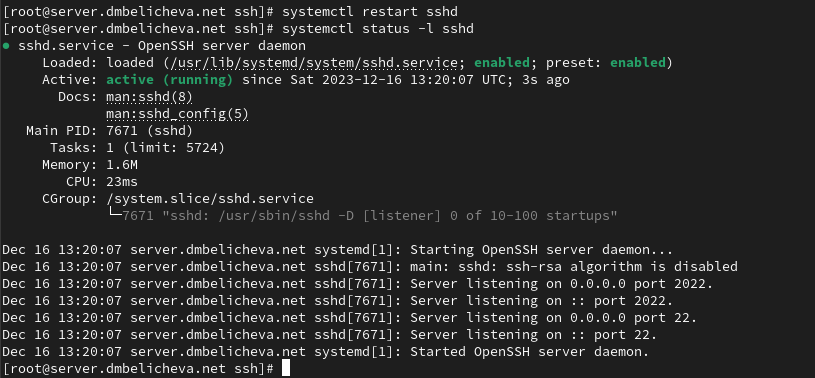 [root@server.dmbelicheva.net ssh]# systemctl restart sshd
[root@server.dmbelicheva.net ssh]# systemctl status -l sshd
● sshd.service - OpenSSH server daemon
     Loaded: loaded (/usr/lib/systemd/system/sshd.service; enabled; preset: enabled)
     Active: active (running) since Sat 2023-12-16 13:20:07 UTC; 3s ago
       Docs: man:sshd(8)
             man:sshd_config(5)
   Main PID: 7671 (sshd)
      Tasks: 1 (limit: 5724)
     Memory: 1.6M
        CPU: 23ms
     CGroup: /system.slice/sshd.service
             └─7671 "sshd: /usr/sbin/sshd -D [listener] 0 of 10-100 startups"
Dec 16 13:20:07 server.dmbelicheva.net systemd[1]: Starting OpenSSH server daemon...
Dec 16 13:20:07 server.dmbelicheva.net sshd[7671]: main: sshd: ssh-rsa algorithm is disabled
Dec 16 13:20:07 server.dmbelicheva.net sshd[7671]: Server listening on 0.0.0.0 port 2022.
Dec 16 13:20:07 server.dmbelicheva.net sshd[7671]: Server listening on :: port 2022.
Dec 16 13:20:07 server.dmbelicheva.net sshd[7671]: Server listening on 0.0.0.0 port 22.
Dec 16 13:20:07 server.dmbelicheva.net sshd[7671]: Server listening on :: port 22.
Dec 16 13:20:07 server.dmbelicheva.net systemd[1]: Started OpenSSH server daemon.
[root@server.dmbelicheva.net ssh]#